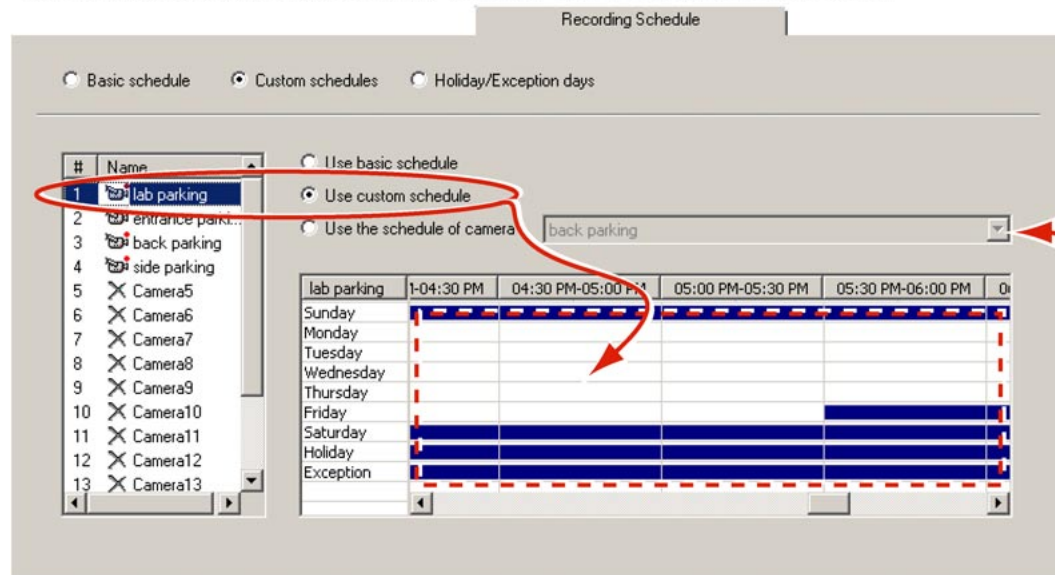 Recording Schedule
Basic schedule Custom schedules Holiday/Exception days
# Name
1 lab parking
2 entrance parki...
3 back parking
4 side parking
5 Camera5
6 Camera6
7 Camera7
8 Camera8
9 Camera9
10 Camera10
11 Camera11
12 Camera12
13 Camera13
Use basic schedule
Use custom schedule
Use the schedule of camera back parking
lab parking 1-04:30 PM 04:30 PM-05:00 PM 05:00 PM-05:30 PM 05:30 PM-06:00 PM
Sunday
Monday
Tuesday
Wednesday
Thursday
Friday
Saturday
Holiday
Exception